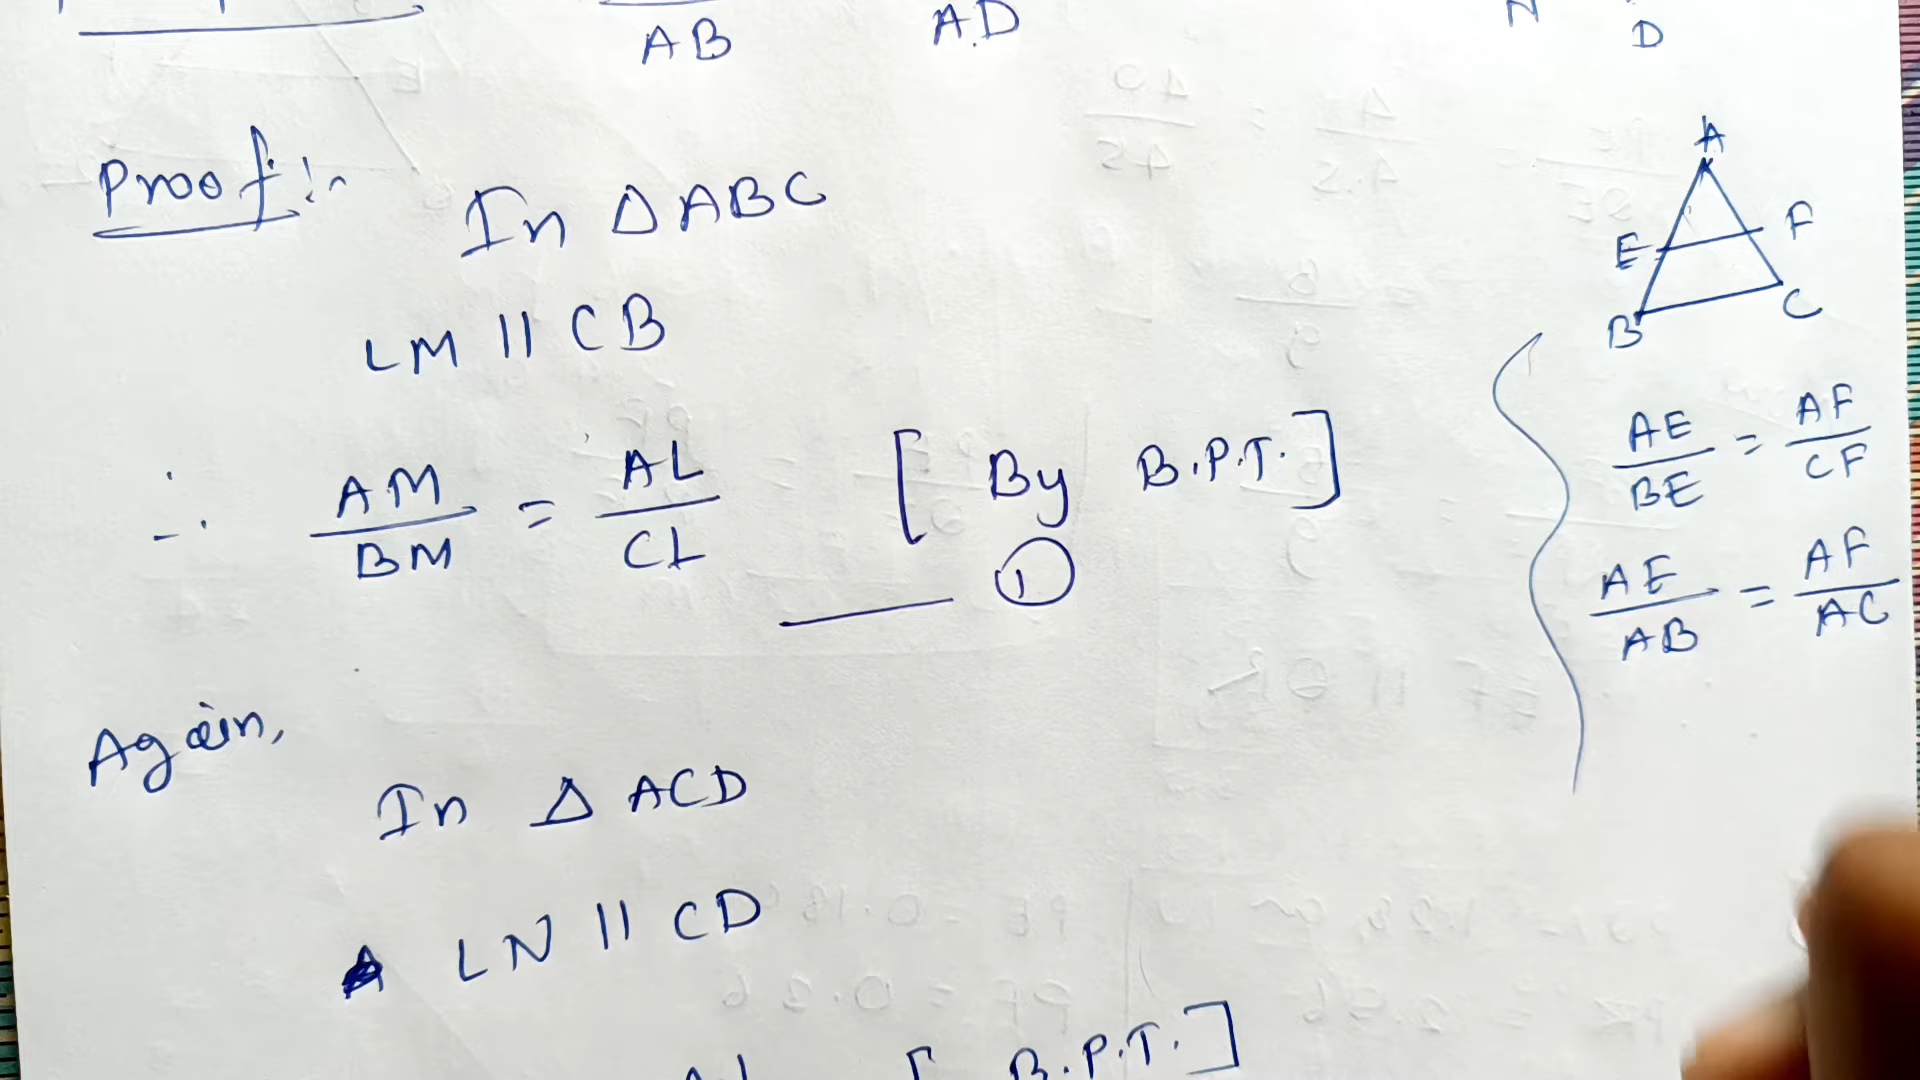 AB AD N D
Proof:-
In △ABC
LM || CB
∴ AM/BM = AL/CL [By B.P.T.]
①
Again,
In △ ACD
LN || CD
AL [B.P.T.]
A
E F
B C
AE/BE = AF/CF
AE/AB = AF/AC